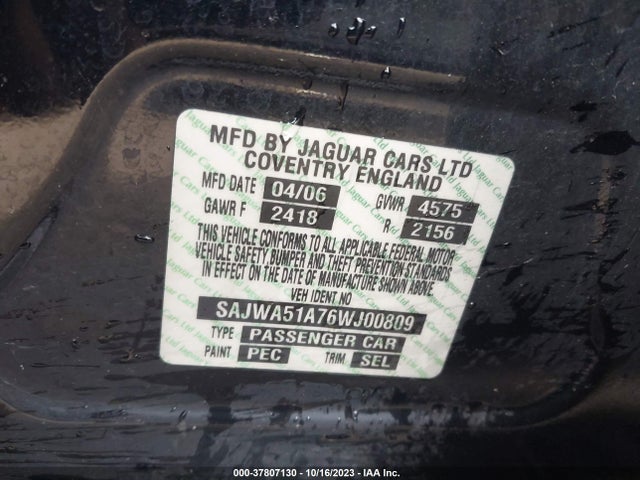 MFD BY JAGUAR CARS LTD
COVENTRY ENGLAND
MFD DATE 04/06 GVWR. 4575
GAWR F 2418 R 2156
THIS VEHICLE CONFORMS TO ALL APPLICABLE FEDERAL MOTOR
VEHICLE SAFETY BUMPER AND THEFT PREVENTION STANDARDS
IN EFFECT ON THE DATE OF MANUFACTURE SHOWN ABOVE.
VEH IDENT NO
SAJWA51A76WJ00809
TYPE PASSENGER CAR
PAINT PEC TRIM SEL
000-37807130 - 10/16/2023 - IAA Inc.